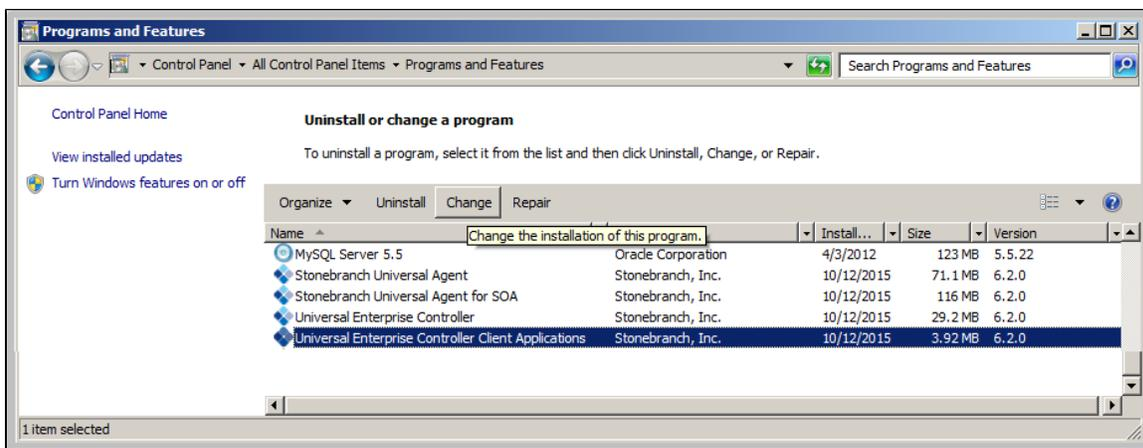 Programs and Features
Control Panel All Control Panel Items Programs and Features Search Programs and Features
Control Panel Home
View installed updates
Turn Windows features on or off
Uninstall or change a program
To uninstall a program, select it from the list and then click Uninstall, Change, or Repair.
Organize Uninstall Change Repair
Name Install... Size Version
Change the installation of this program.
MySQL Server 5.5 Oracle Corporation 4/3/2012 123 MB 5.5.22
Stonebranch Universal Agent Stonebranch, Inc. 10/12/2015 71.1 MB 6.2.0
Stonebranch Universal Agent for SOA Stonebranch, Inc. 10/12/2015 116 MB 6.2.0
Universal Enterprise Controller Stonebranch, Inc. 10/12/2015 29.2 MB 6.2.0
Universal Enterprise Controller Client Applications Stonebranch, Inc. 10/12/2015 3.92 MB 6.2.0
1 item selected